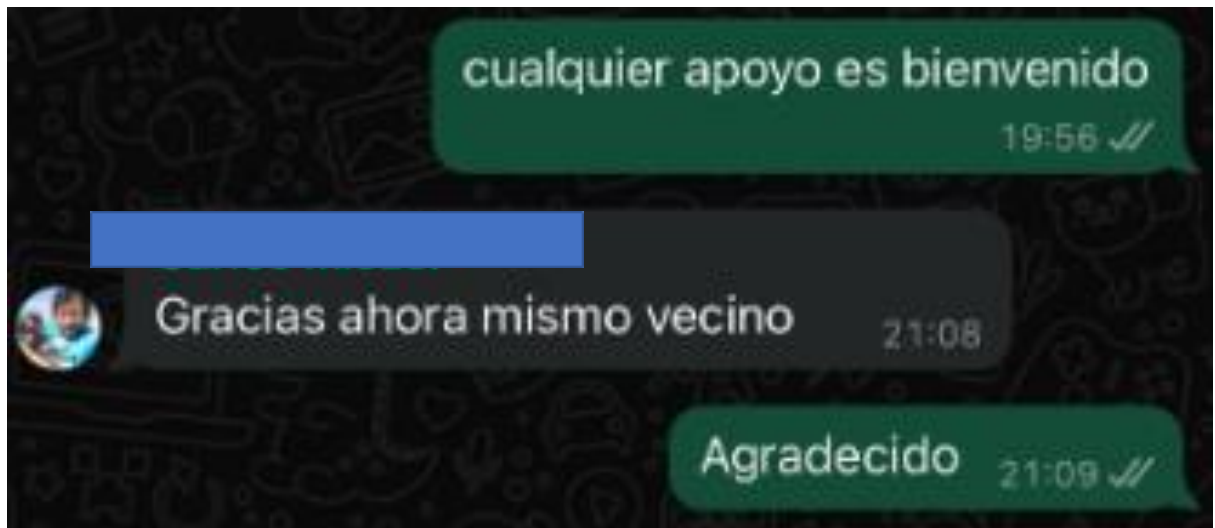 cualquier apoyo es bienvenido
19:56
Gracias ahora mismo vecino
21:08
Agradecido
21:09